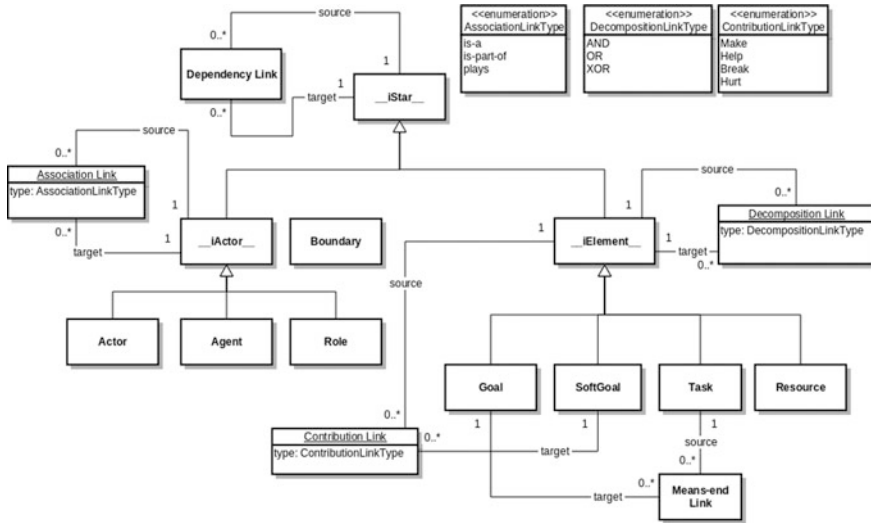 source
0..*
1
Dependency Link
1
0..*
target
__iStar__
<<enumeration>>
AssociationLinkType
is-a
is-part-of
plays
<<enumeration>>
DecompositionLinkType
AND
OR
XOR
<<enumeration>>
ContributionLinkType
Make
Help
Break
Hurt
source
0..*
Association Link
type: AssociationLinkType
1
0..*
target
1
__iActor__
Boundary
source
1
0..*
1
__iElement__
1
target
0..*
Decomposition Link
type: DecompositionLinkType
source
Actor
Agent
Role
Goal
SoftGoal
Task
Resource
0..*
Contribution Link
type: ContributionLinkType
0..*
1
1
1
target
source
0..*
0..*
target
Means-end
Link